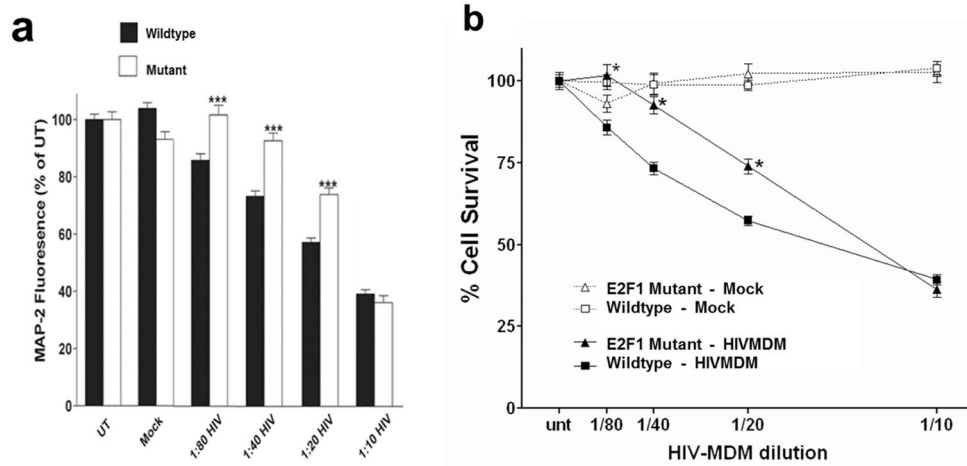 a
Wildtype
Mutant
MAP-2 Fluoresence (% of UT)
100
80
60
40
20
0
***
***
***
UT
Mock
1:80 HIV
1:40 HIV
1:20 HIV
1:10 HIV
b
% Cell Survival
100
75
50
25
0
*
*
*
E2F1 Mutant - Mock
Wildtype - Mock
E2F1 Mutant - HIVMDM
Wildtype - HIVMDM
unt
1/80
1/40
1/20
1/10
HIV-MDM dilution